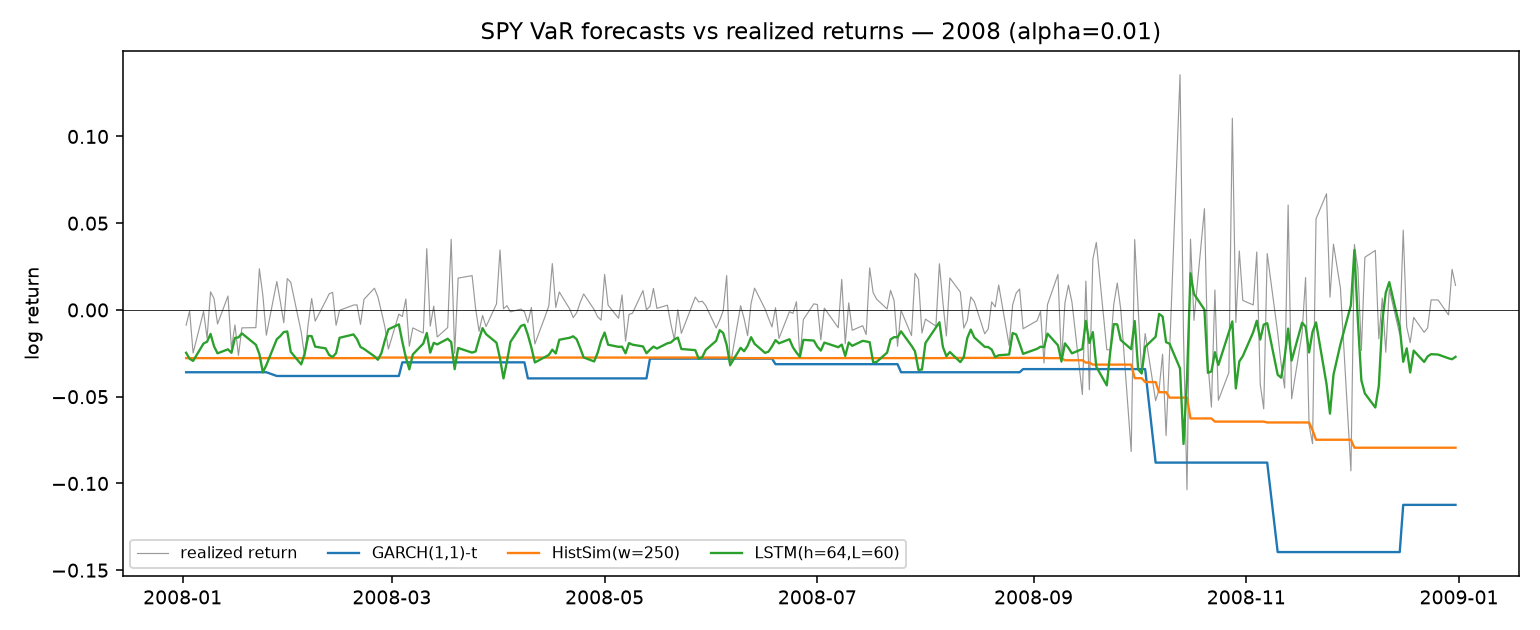 SPY VaR forecasts vs realized returns — 2008 (alpha=0.01)
log return
0.10
0.05
0.00
−0.05
−0.10
−0.15
realized return
GARCH(1,1)-t
HistSim(w=250)
LSTM(h=64,L=60)
2008-01
2008-03
2008-05
2008-07
2008-09
2008-11
2009-01